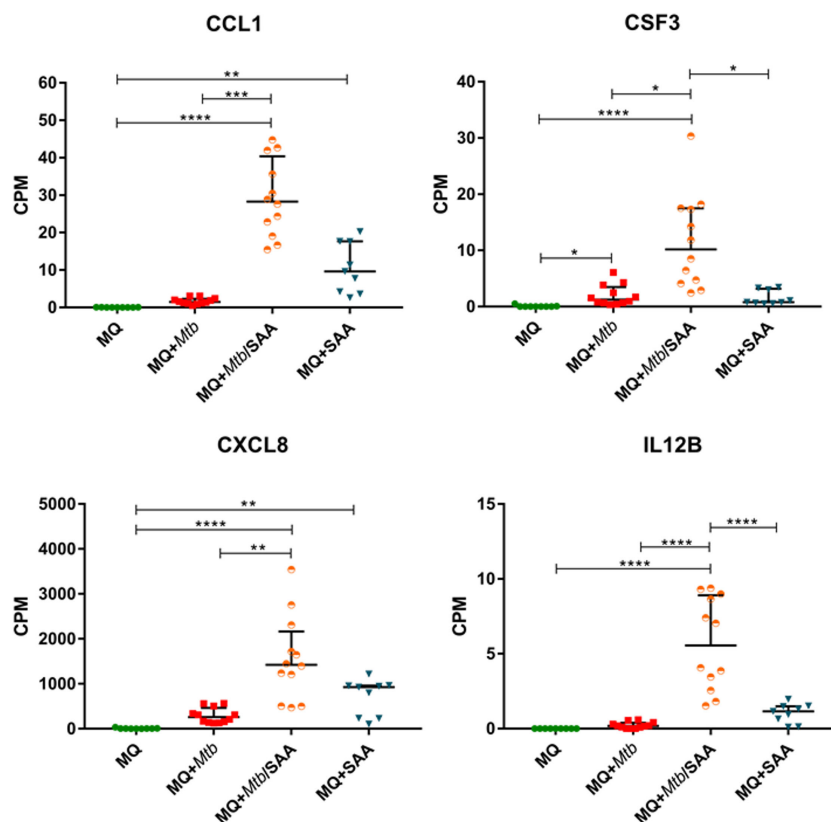 CCL1
CPM
60
50
40
30
20
10
0
**
***
****
MQ
MQ+Mtb
MQ+Mtb/SAA
MQ+SAA
CSF3
CPM
40
30
20
10
0
*
*
****
*
MQ
MQ+Mtb
MQ+Mtb/SAA
MQ+SAA
CXCL8
CPM
5000
4000
3000
2000
1000
0
**
****
**
MQ
MQ+Mtb
MQ+Mtb/SAA
MQ+SAA
IL12B
CPM
15
10
5
0
****
****
****
MQ
MQ+Mtb
MQ+Mtb/SAA
MQ+SAA